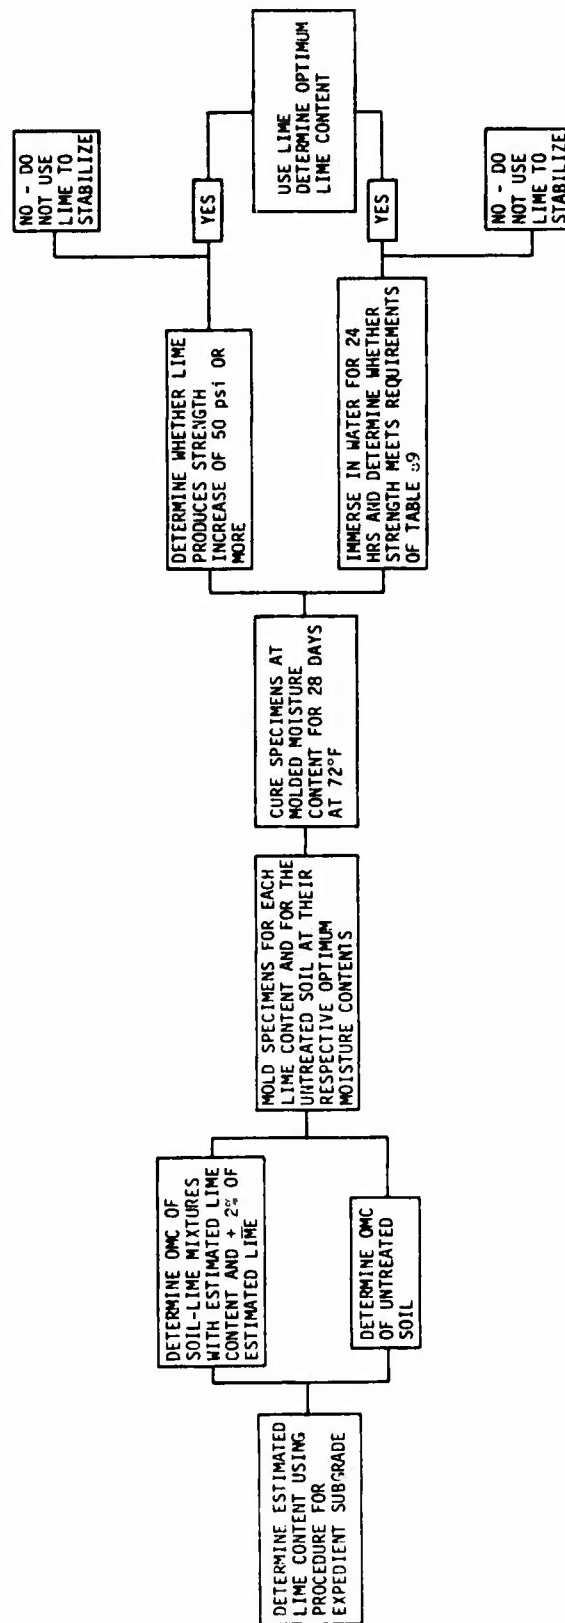 DETERMINE ESTIMATED
LIME CONTENT USING
PROCEDURE FOR
EXPEDIENT SUBGRADE
DETERMINE OMC OF
SOIL-LIME MIXTURES
WITH ESTIMATED LIME
CONTENT AND + 2% OF
ESTIMATED LIME
DETERMINE OMC
OF UNTREATED
SOIL
MOLD SPECIMENS FOR EACH
LIME CONTENT AND FOR THE
UNTREATED SOIL AT THEIR
RESPECTIVE OPTIMUM
MOISTURE CONTENTS
CURE SPECIMENS AT
MOLDED MOISTURE
CONTENT FOR 28 DAYS
AT 72°F
DETERMINE WHETHER LIME
PRODUCES STRENGTH
INCREASE OF 50 psi OR
MORE
IMMERSE IN WATER FOR 24
HRS AND DETERMINE WHETHER
STRENGTH MEETS REQUIREMENTS
OF TABLE
NO - DO
NOT USE
LIME TO
STABILIZE
YES
YES
NO - DO
NOT USE
LIME TO
STABILIZE
USE LIME
DETERMINE OPTIMUM
LIME CONTENT